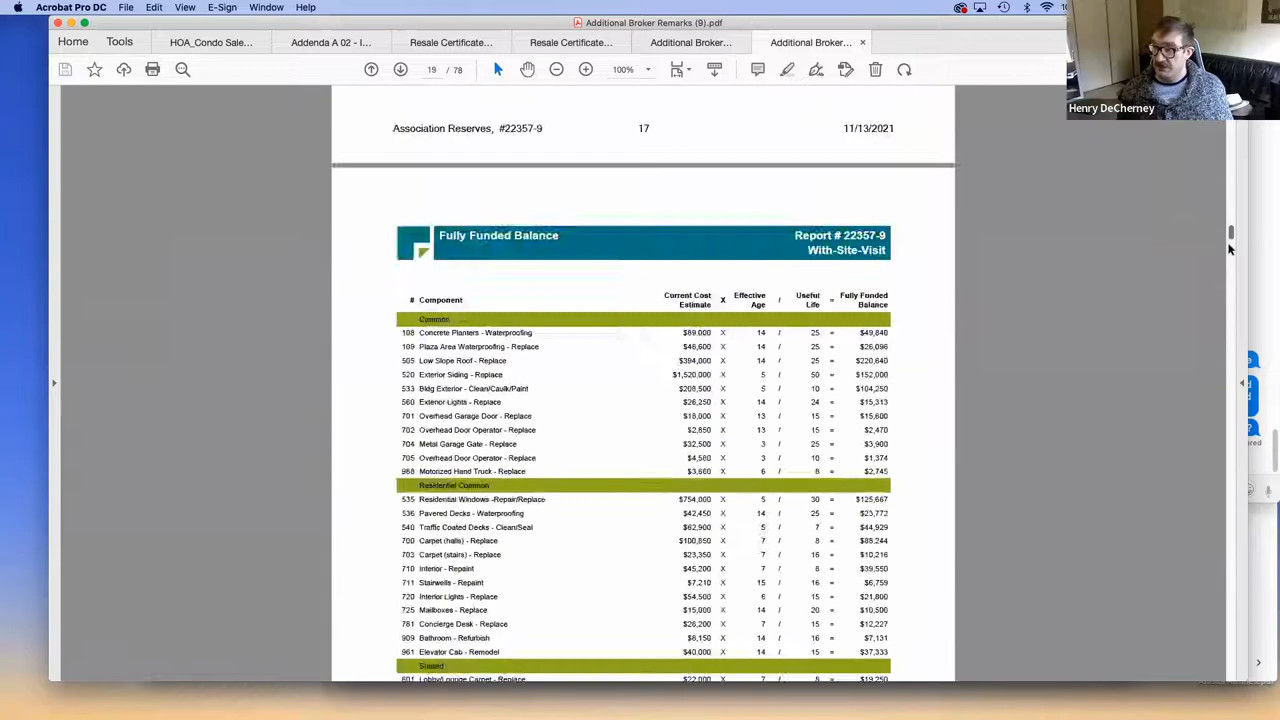 Acrobat Pro DC File Edit View E-Sign Window Help
Additional Broker Remarks (9).pdf
Home Tools HOA_Condo Sale... Addenda A 02 - I... Resale Certificate... Resale Certificate... Additional Broker... Additional Broker... ×
19 / 78 100%
Henry DeCherney
Association Reserves, #22357-9 17 11/13/2021
Fully Funded Balance Report # 22357-9
With-Site-Visit
# Component Current Cost Estimate X Effective Age / Useful Life = Fully Funded Balance
Common
108 Concrete Planters - Waterproofing $89,000 X 14 / 25 = $49,840
109 Plaza Area Waterproofing - Replace $46,600 X 14 / 25 = $26,096
505 Low Slope Roof - Replace $394,000 X 14 / 25 = $220,640
520 Exterior Siding - Replace $1,520,000 X 5 / 50 = $152,000
533 Bldg Exterior - Clean/Caulk/Paint $208,500 X 5 / 10 = $104,250
560 Exterior Lights - Replace $26,250 X 14 / 24 = $15,313
701 Overhead Garage Door - Replace $18,000 X 13 / 15 = $15,600
702 Overhead Door Operator - Replace $2,850 X 13 / 15 = $2,470
704 Metal Garage Gate - Replace $32,500 X 3 / 25 = $3,900
705 Overhead Door Operator - Replace $4,580 X 3 / 10 = $1,374
988 Motorized Hand Truck - Replace $3,660 X 6 / 8 = $2,745
Residential Common
535 Residential Windows -Repair/Replace $754,000 X 5 / 30 = $125,667
536 Pavered Decks - Waterproofing $42,450 X 14 / 25 = $23,772
540 Traffic Coated Decks - Clean/Seal $62,900 X 5 / 7 = $44,929
700 Carpet (halls) - Replace $100,850 X 7 / 8 = $88,244
703 Carpet (stairs) - Replace $23,350 X 7 / 16 = $10,216
710 Interior - Repaint $45,200 X 7 / 8 = $39,550
711 Stairwells - Repaint $7,210 X 15 / 16 = $6,759
720 Interior Lights - Replace $54,500 X 6 / 15 = $21,800
725 Mailboxes - Replace $15,000 X 14 / 20 = $10,500
781 Concierge Desk - Replace $26,200 X 7 / 15 = $12,227
909 Bathroom - Refurbish $8,150 X 14 / 16 = $7,131
961 Elevator Cab - Remodel $40,000 X 14 / 15 = $37,333
601 Lobby/Lounge Carpet - Replace $22,000 X 7 / 8 = $19,250